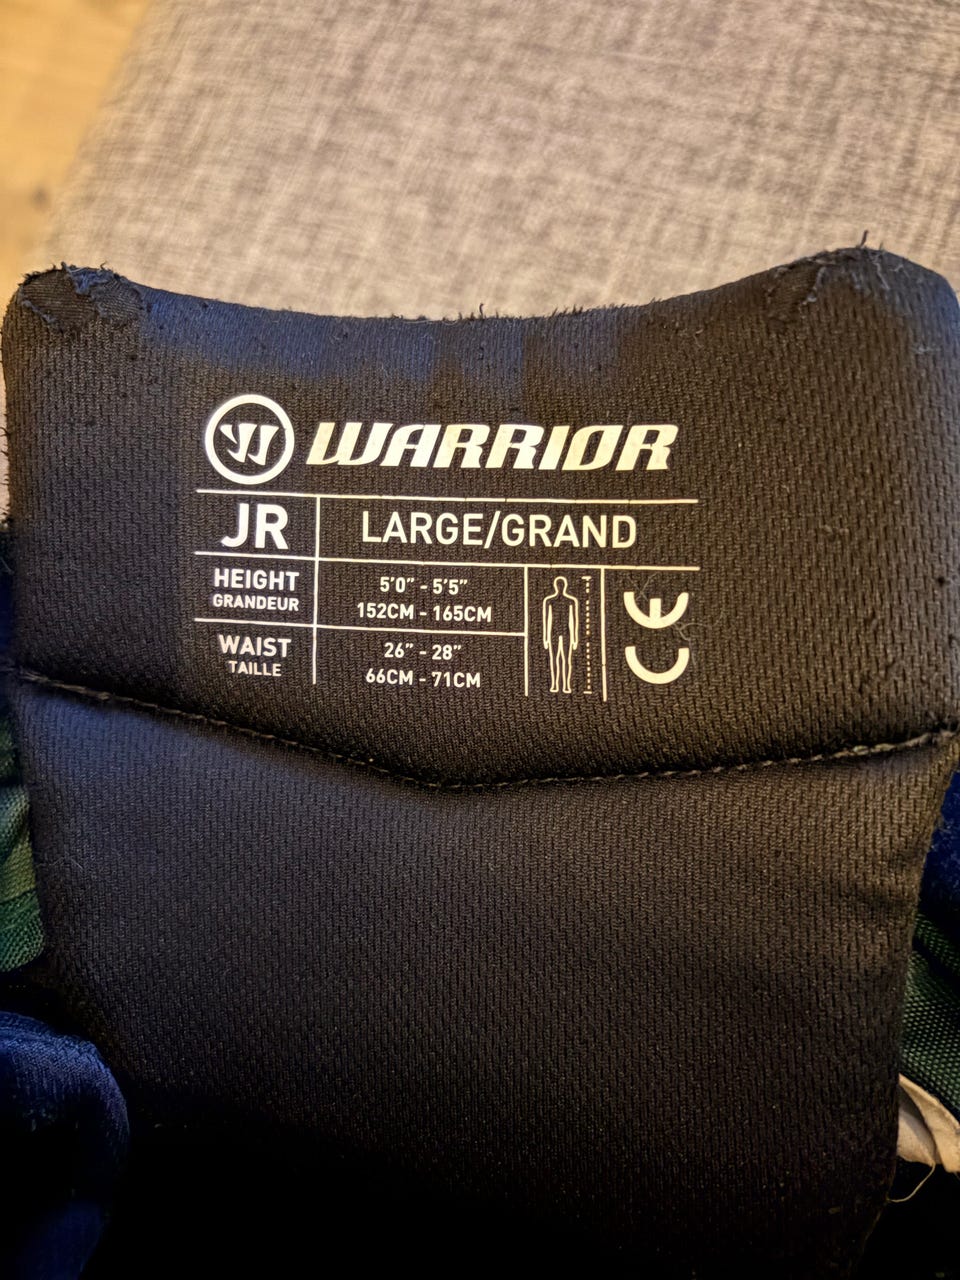 WARRIOR
JR LARGE/GRAND
HEIGHT
GRANDEUR
5'0" - 5'5"
152CM - 165CM
WAIST
TAILLE
26" - 28"
66CM - 71CM
CE